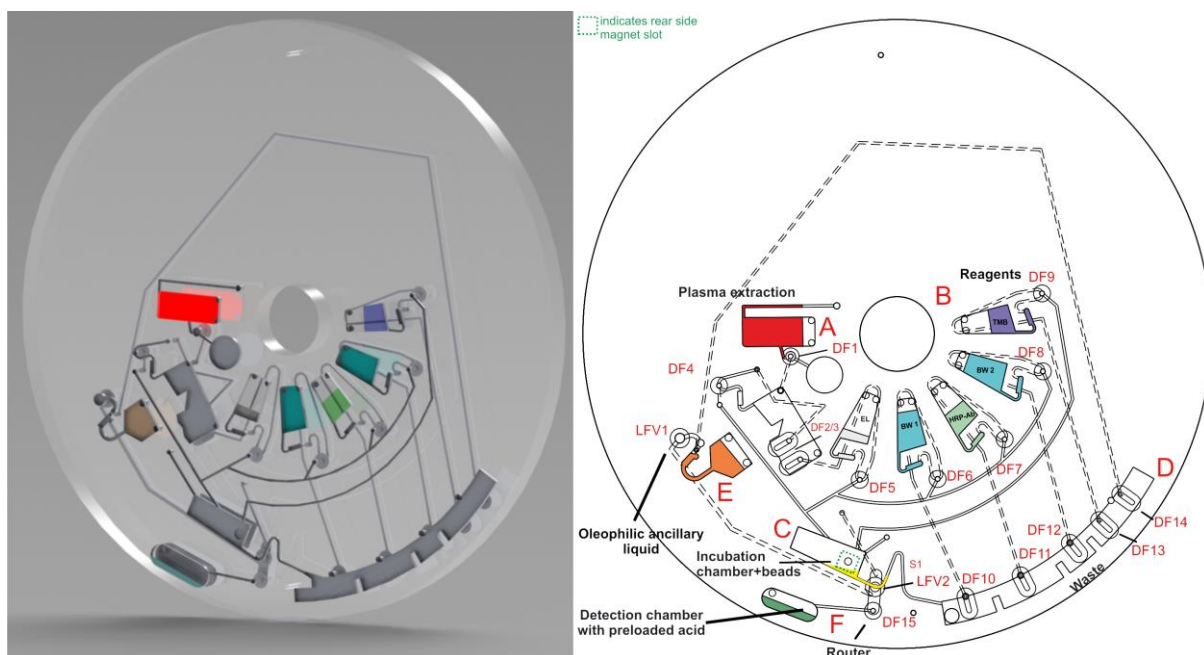 indicates rear side
magnet slot
Reagents
DF9
Plasma extraction
B
A
TMB
DF1
DF8
DF4
BW 2
EL
BW 1
HRP-Ab
LFV1
DF2/3
E
DF5
DF6
DF7
D
Oleophilic ancillary
liquid
C
DF12
DF14
Incubation
chamber+beads
S1
DF11
DF13
LFV2
DF10
Waste
Detection chamber
with preloaded acid
F
DF15
Router